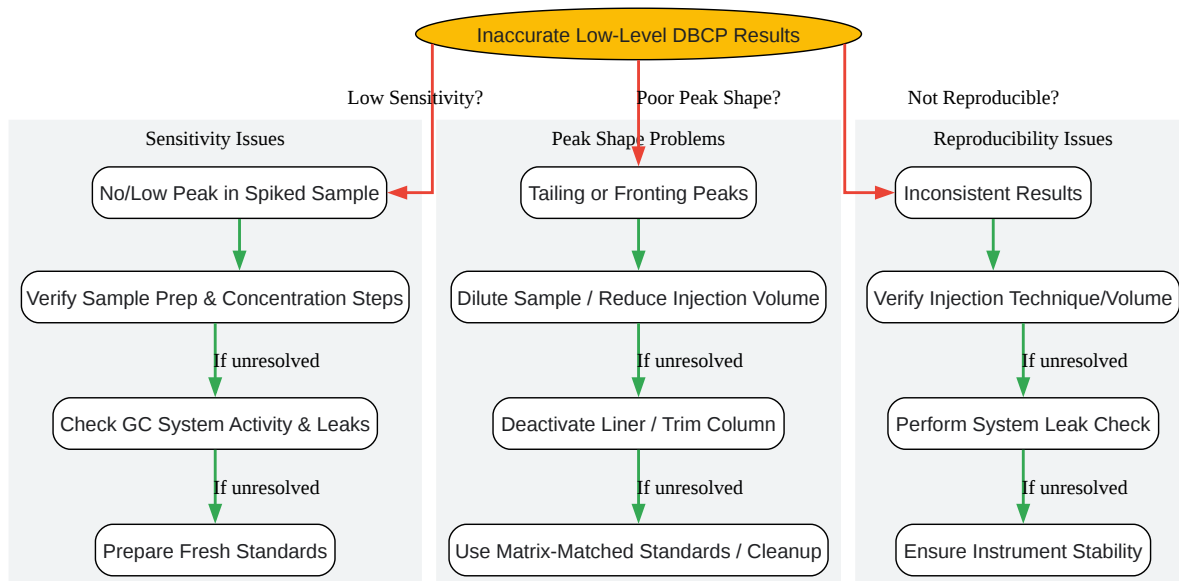 Inaccurate Low-Level DBCP Results
Low Sensitivity?
Poor Peak Shape?
Not Reproducible?
Sensitivity Issues
Peak Shape Problems
Reproducibility Issues
No/Low Peak in Spiked Sample
Tailing or Fronting Peaks
Inconsistent Results
Verify Sample Prep & Concentration Steps
Dilute Sample / Reduce Injection Volume
Verify Injection Technique/Volume
If unresolved
If unresolved
If unresolved
Check GC System Activity & Leaks
Deactivate Liner / Trim Column
Perform System Leak Check
If unresolved
If unresolved
If unresolved
Prepare Fresh Standards
Use Matrix-Matched Standards / Cleanup
Ensure Instrument Stability